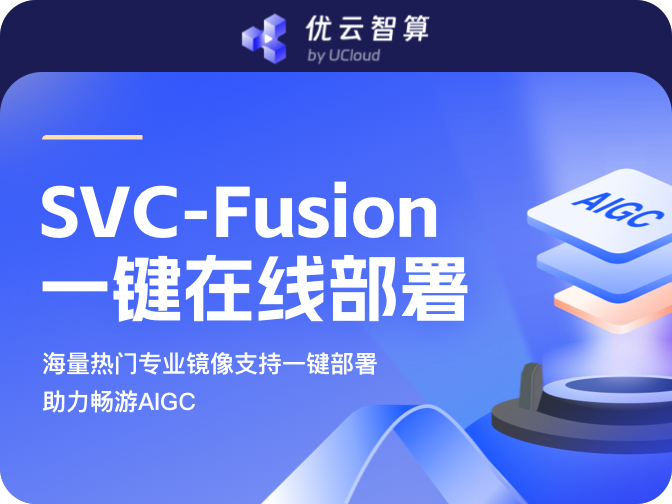 优云智算
by UCloud
SVC-Fusion
一键在线部署
海量热门专业镜像支持一键部署
助力畅游AIGC
AIGC